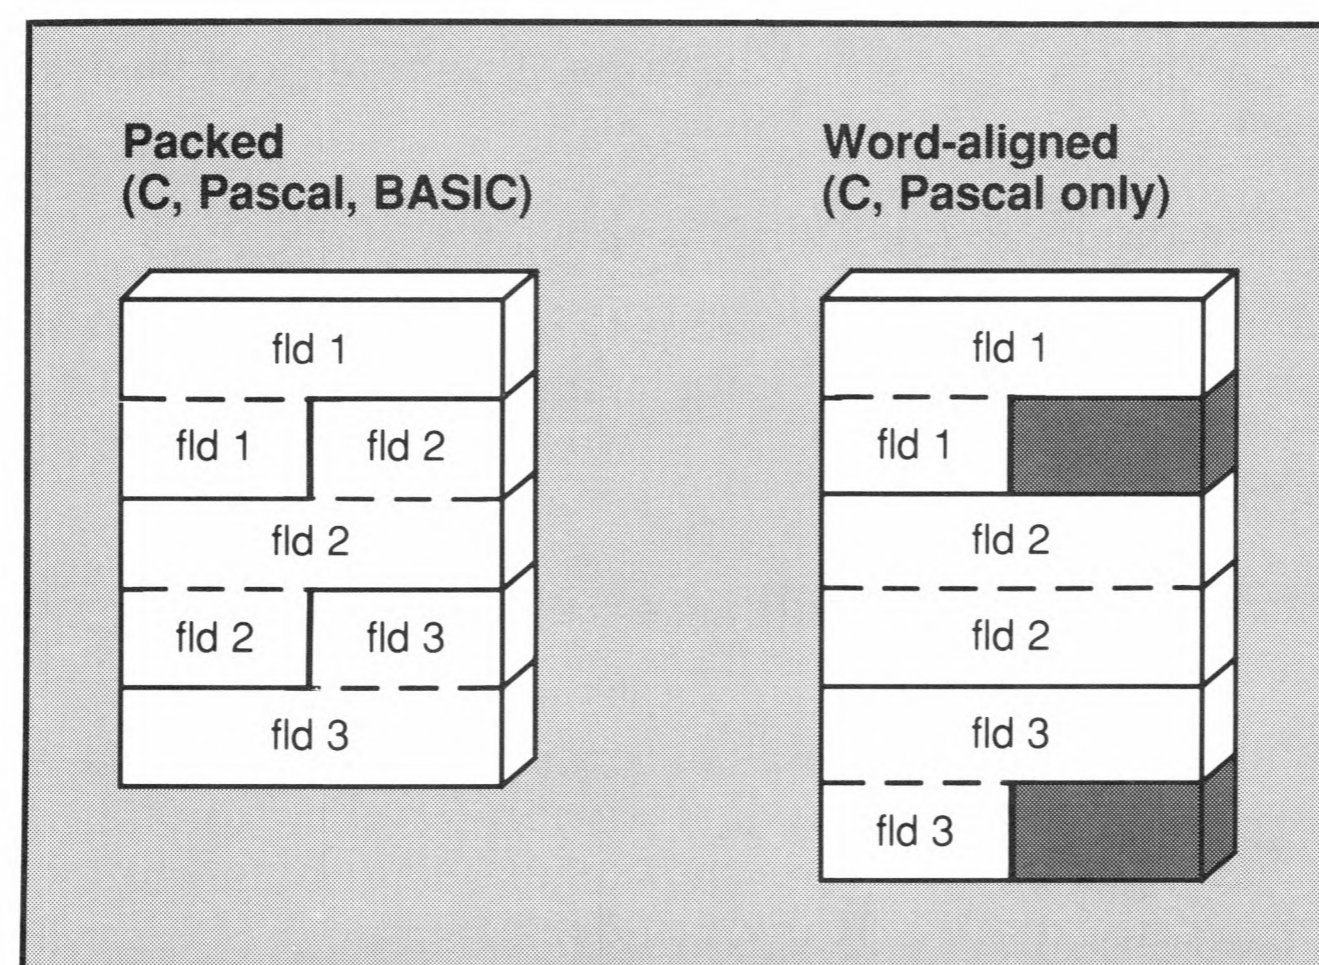 Packed
(C, Pascal, BASIC)
fld 1
fld 1 fld 2
fld 2
fld 2 fld 3
fld 3
Word-aligned
(C, Pascal only)
fld 1
fld 1
fld 2
fld 2
fld 3
fld 3